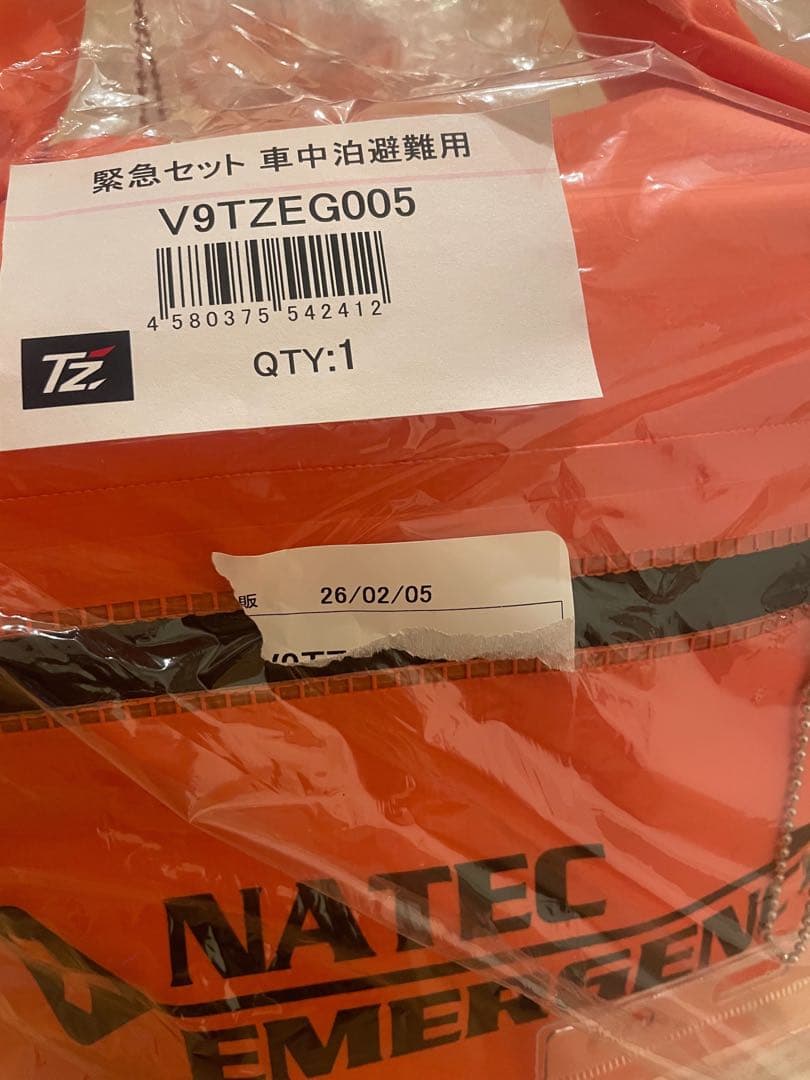 緊急セット 車中泊避難用
V9TZEG005
4 580375 542412
QTY:1
TZ.
販 26/02/05
NATEC